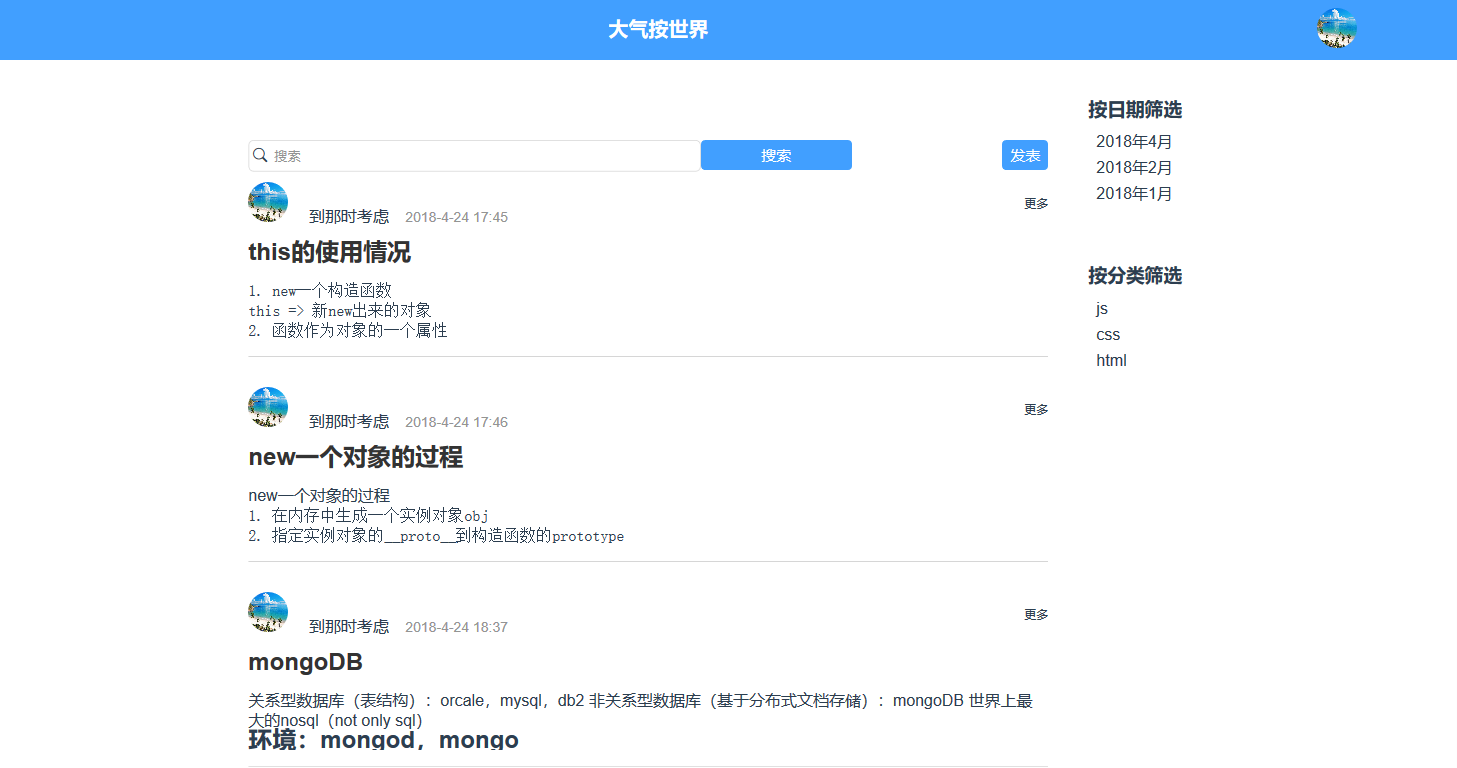 大气按世界
搜索
搜索
发表
到那时考虑 2018-4-24 17:45
更多
this的使用情况
1. new一个构造函数
this => 新new出来的对象
2. 函数作为对象的一个属性
到那时考虑 2018-4-24 17:46
更多
new一个对象的过程
new一个对象的过程
1. 在内存中生成一个实例对象obj
2. 指定实例对象的__proto__到构造函数的prototype
到那时考虑 2018-4-24 18:37
更多
mongoDB
关系型数据库（表结构）：orcale，mysql，db2 非关系型数据库（基于分布式文档存储）：mongoDB 世界上最
大的nosql（not only sql）
环境：mongod，mongo
按日期筛选
2018年4月
2018年2月
2018年1月
按分类筛选
js
css
html